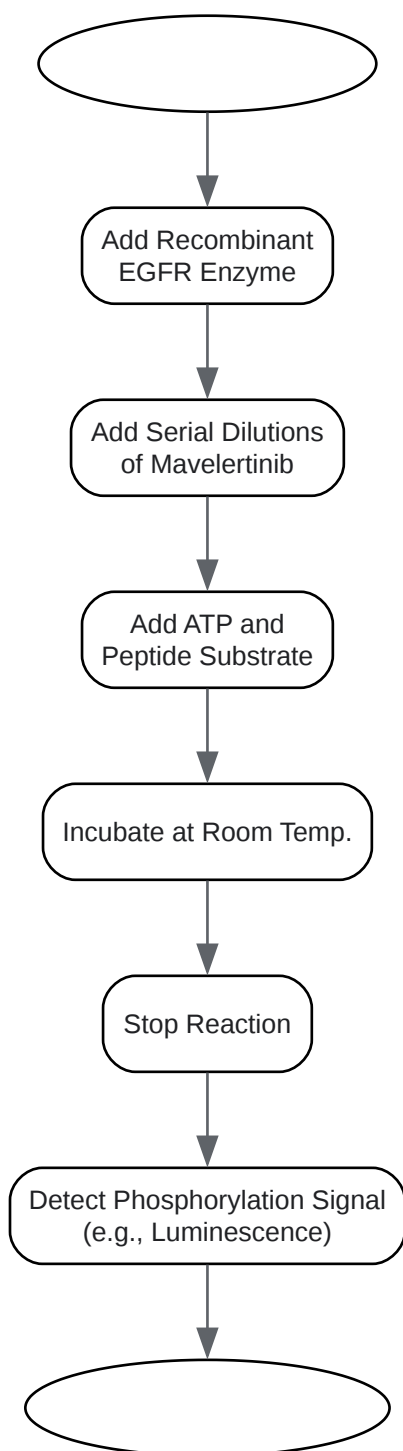 Add Recombinant
EGFR Enzyme
Add Serial Dilutions
of Mavelertinib
Add ATP and
Peptide Substrate
Incubate at Room Temp.
Stop Reaction
Detect Phosphorylation Signal
(e.g., Luminescence)